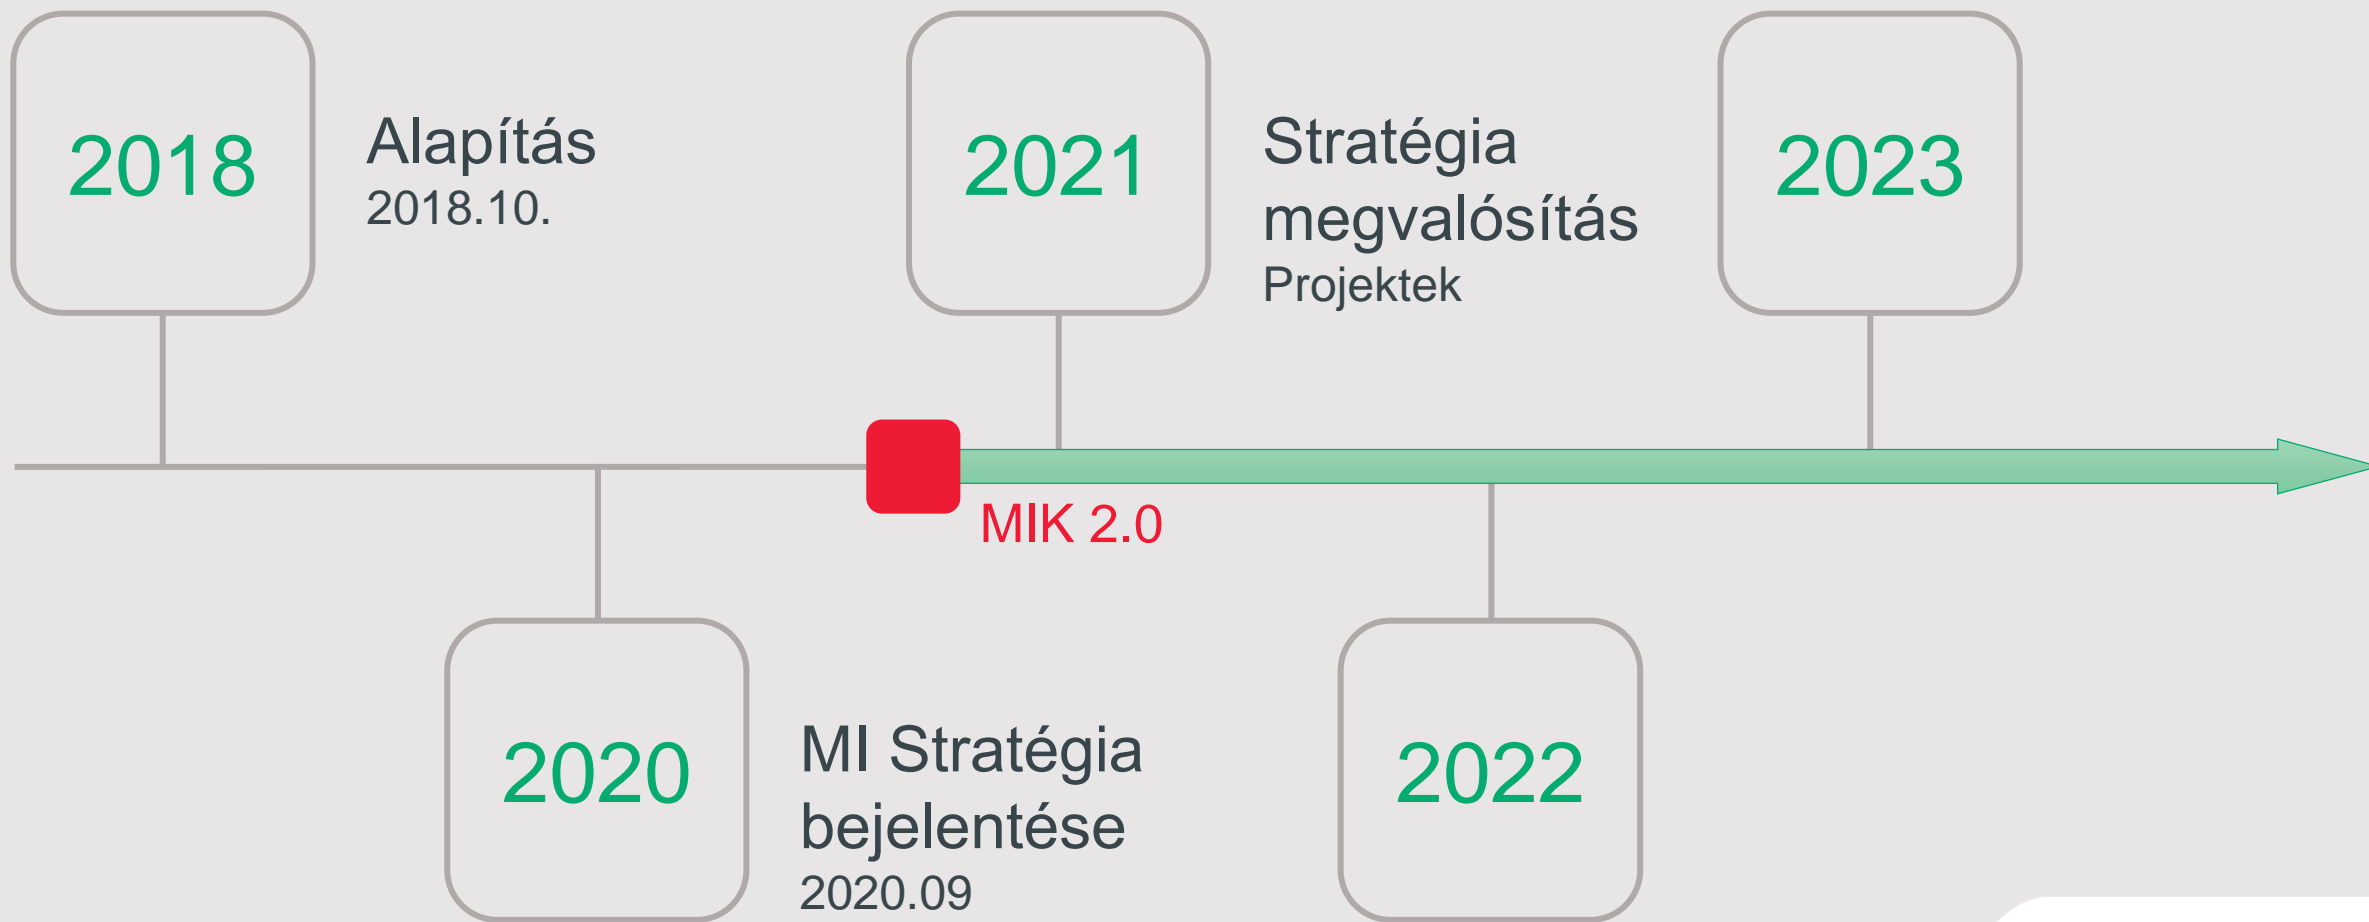 2018
Alapítás
2018.10.
2021
Stratégia
megvalósítás
Projektek
2023
MIK 2.0
2020
MI Stratégia
bejelentése
2020.09
2022